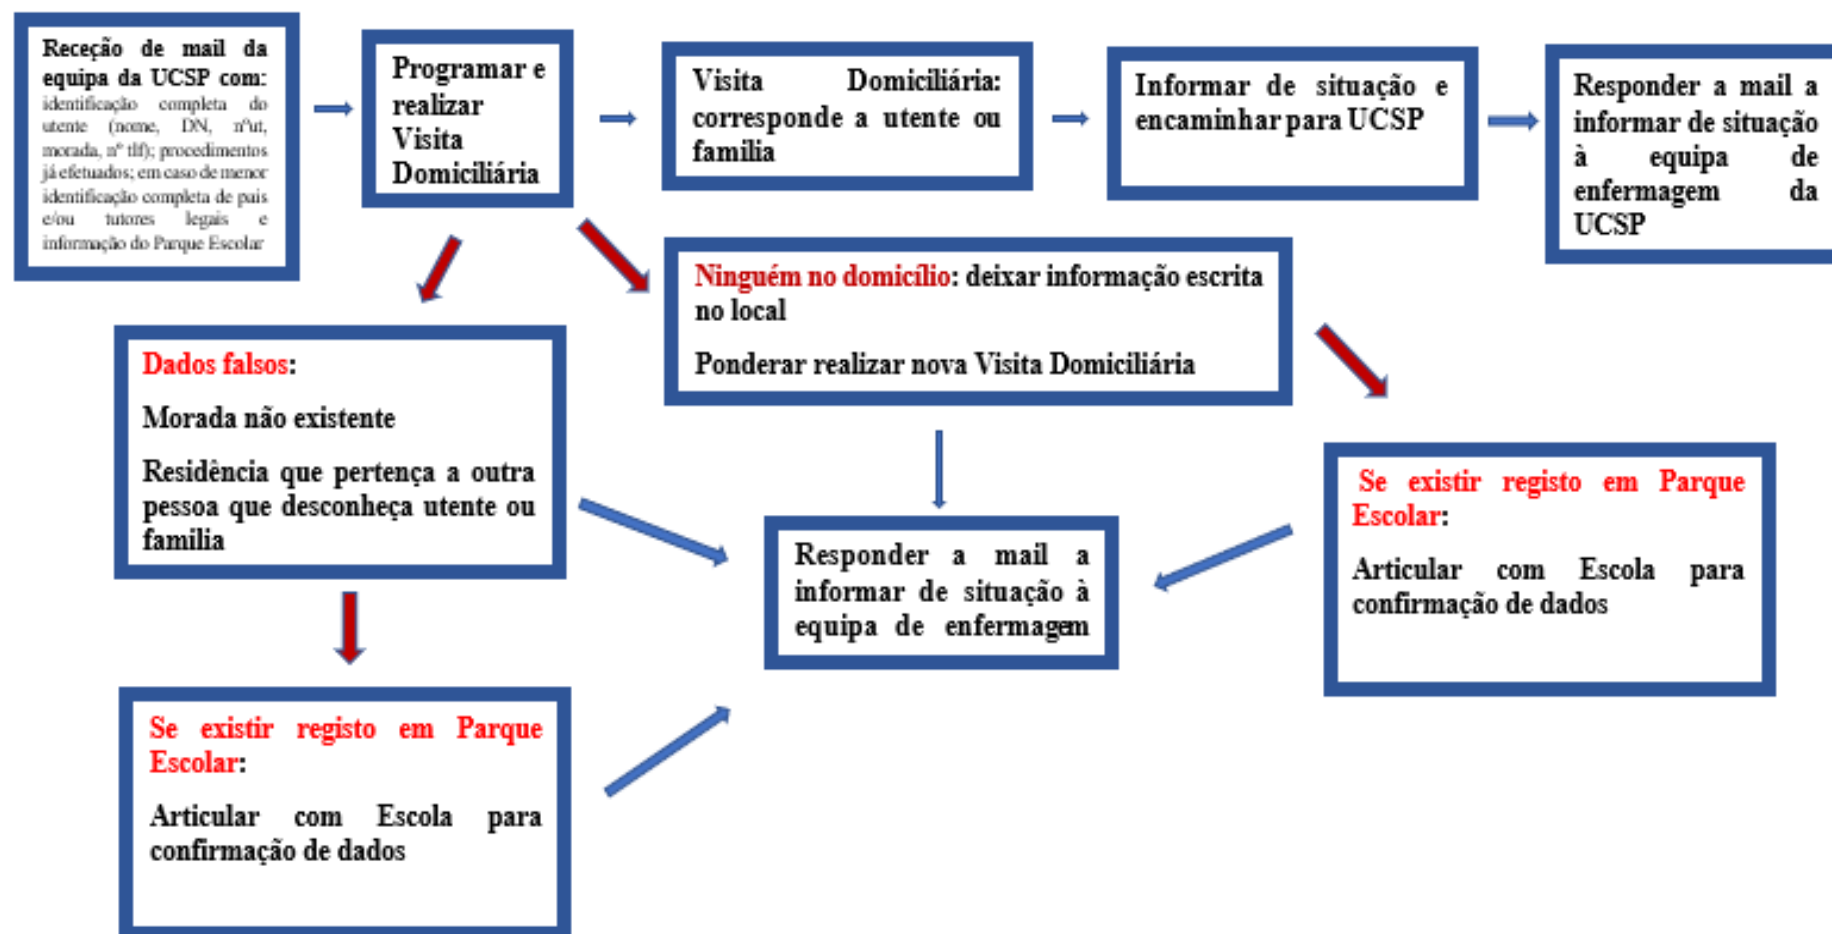 Receção de mail da
equipa da UCSP com:
identificação completa do
utente (nome, DN, nºut,
morada, nº tlf); procedimentos
já efetuados; em caso de menor
identificação completa de pais
e/ou tutores legais e
informação do Parque Escolar
Programar e
realizar
Visita
Domiciliária
Visita Domiciliária:
corresponde a utente ou
familia
Informar de situação e
encaminhar para UCSP
Responder a mail a
informar de situação
à equipa de
enfermagem da
UCSP
Ninguém no domicílio: deixar informação escrita
no local
Ponderar realizar nova Visita Domiciliária
Dados falsos:
Morada não existente
Residência que pertença a outra
pessoa que desconheça utente ou
familia
Se existir registo em Parque
Escolar:
Articular com Escola para
confirmação de dados
Responder a mail a
informar de situação à
equipa de enfermagem
Se existir registo em Parque
Escolar:
Articular com Escola para
confirmação de dados